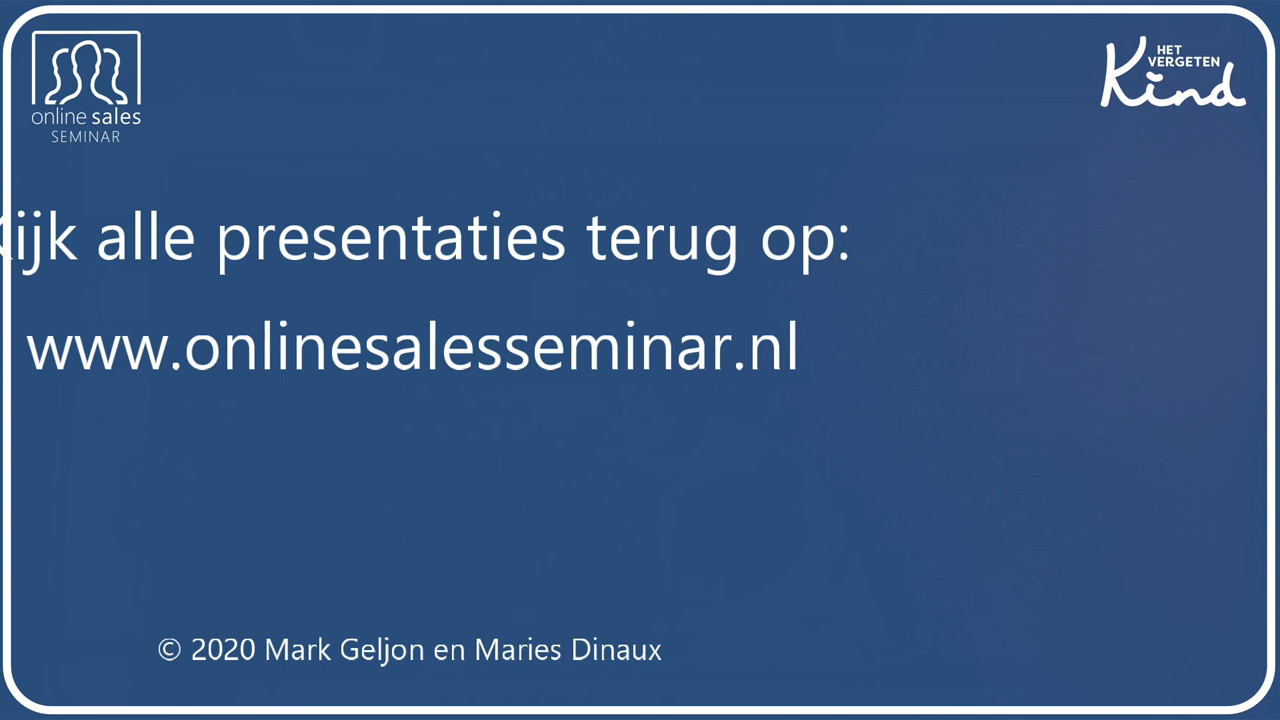 online sales
SEMINAR
HET
VERGETEN
Kind
Kijk alle presentaties terug op:
www.onlinesalesseminar.nl
© 2020 Mark Geljon en Maries Dinaux